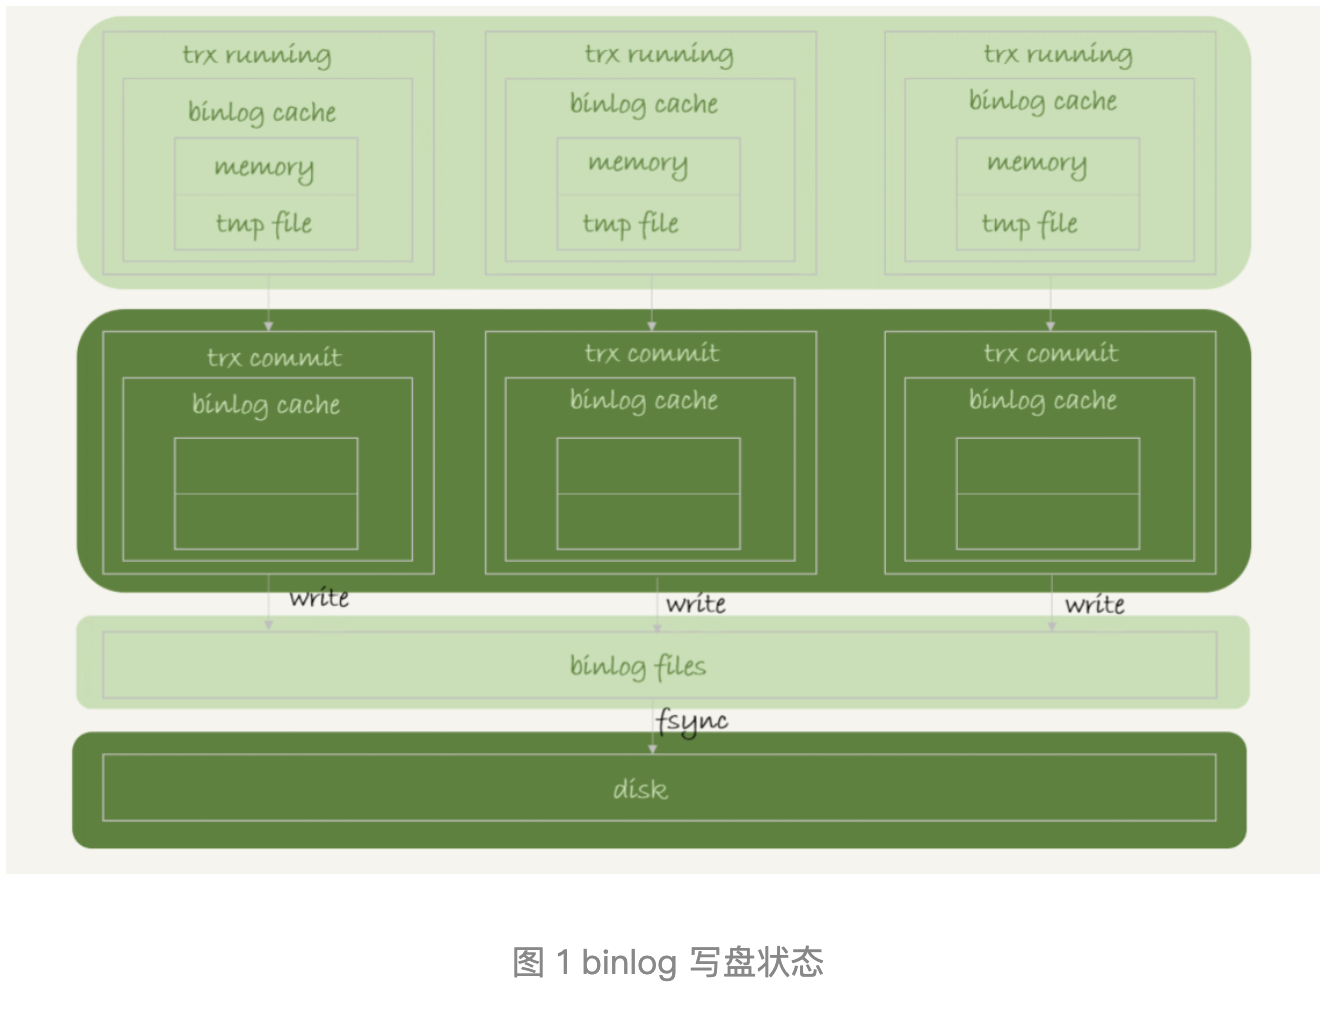 trx running
trx running
trx running
binlog cache
binlog cache
binlog cache
memory
memory
memory
tmp file
tmp file
tmp file
trx commit
trx commit
trx commit
binlog cache
binlog cache
binlog cache
write
write
write
binlog files
fsync
disk
图 1 binlog 写盘状态